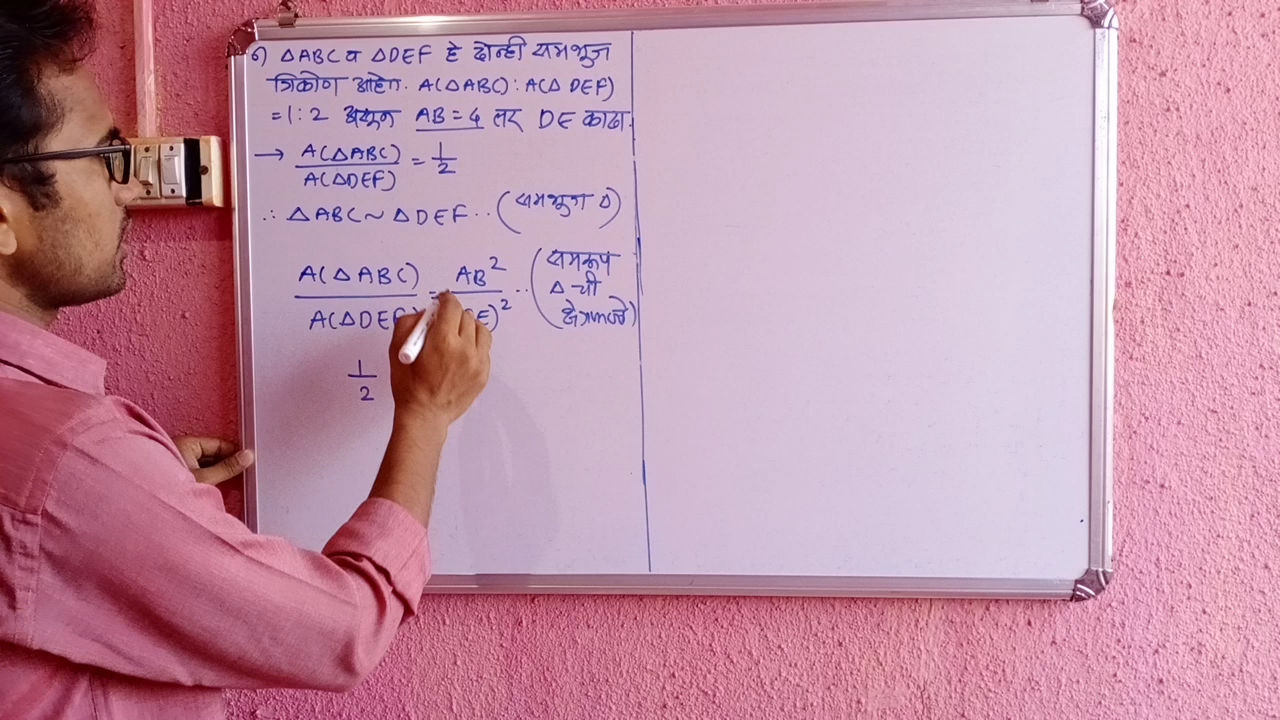 6) △ABC व △DEF हे दोन्ही समभुज
त्रिकोण आहेत. A(△ABC) : A(△DEF)
= 1 : 2 असून AB = 4 तर DE काढा.
→ A(△ABC) / A(△DEF) = 1/2
∴ △ABC ~ △DEF .. (समभुज △)
A(△ABC) / A(△DEF) = AB² / (DE)² .. (समरूप △ ची क्षेत्रफळे)
1/2